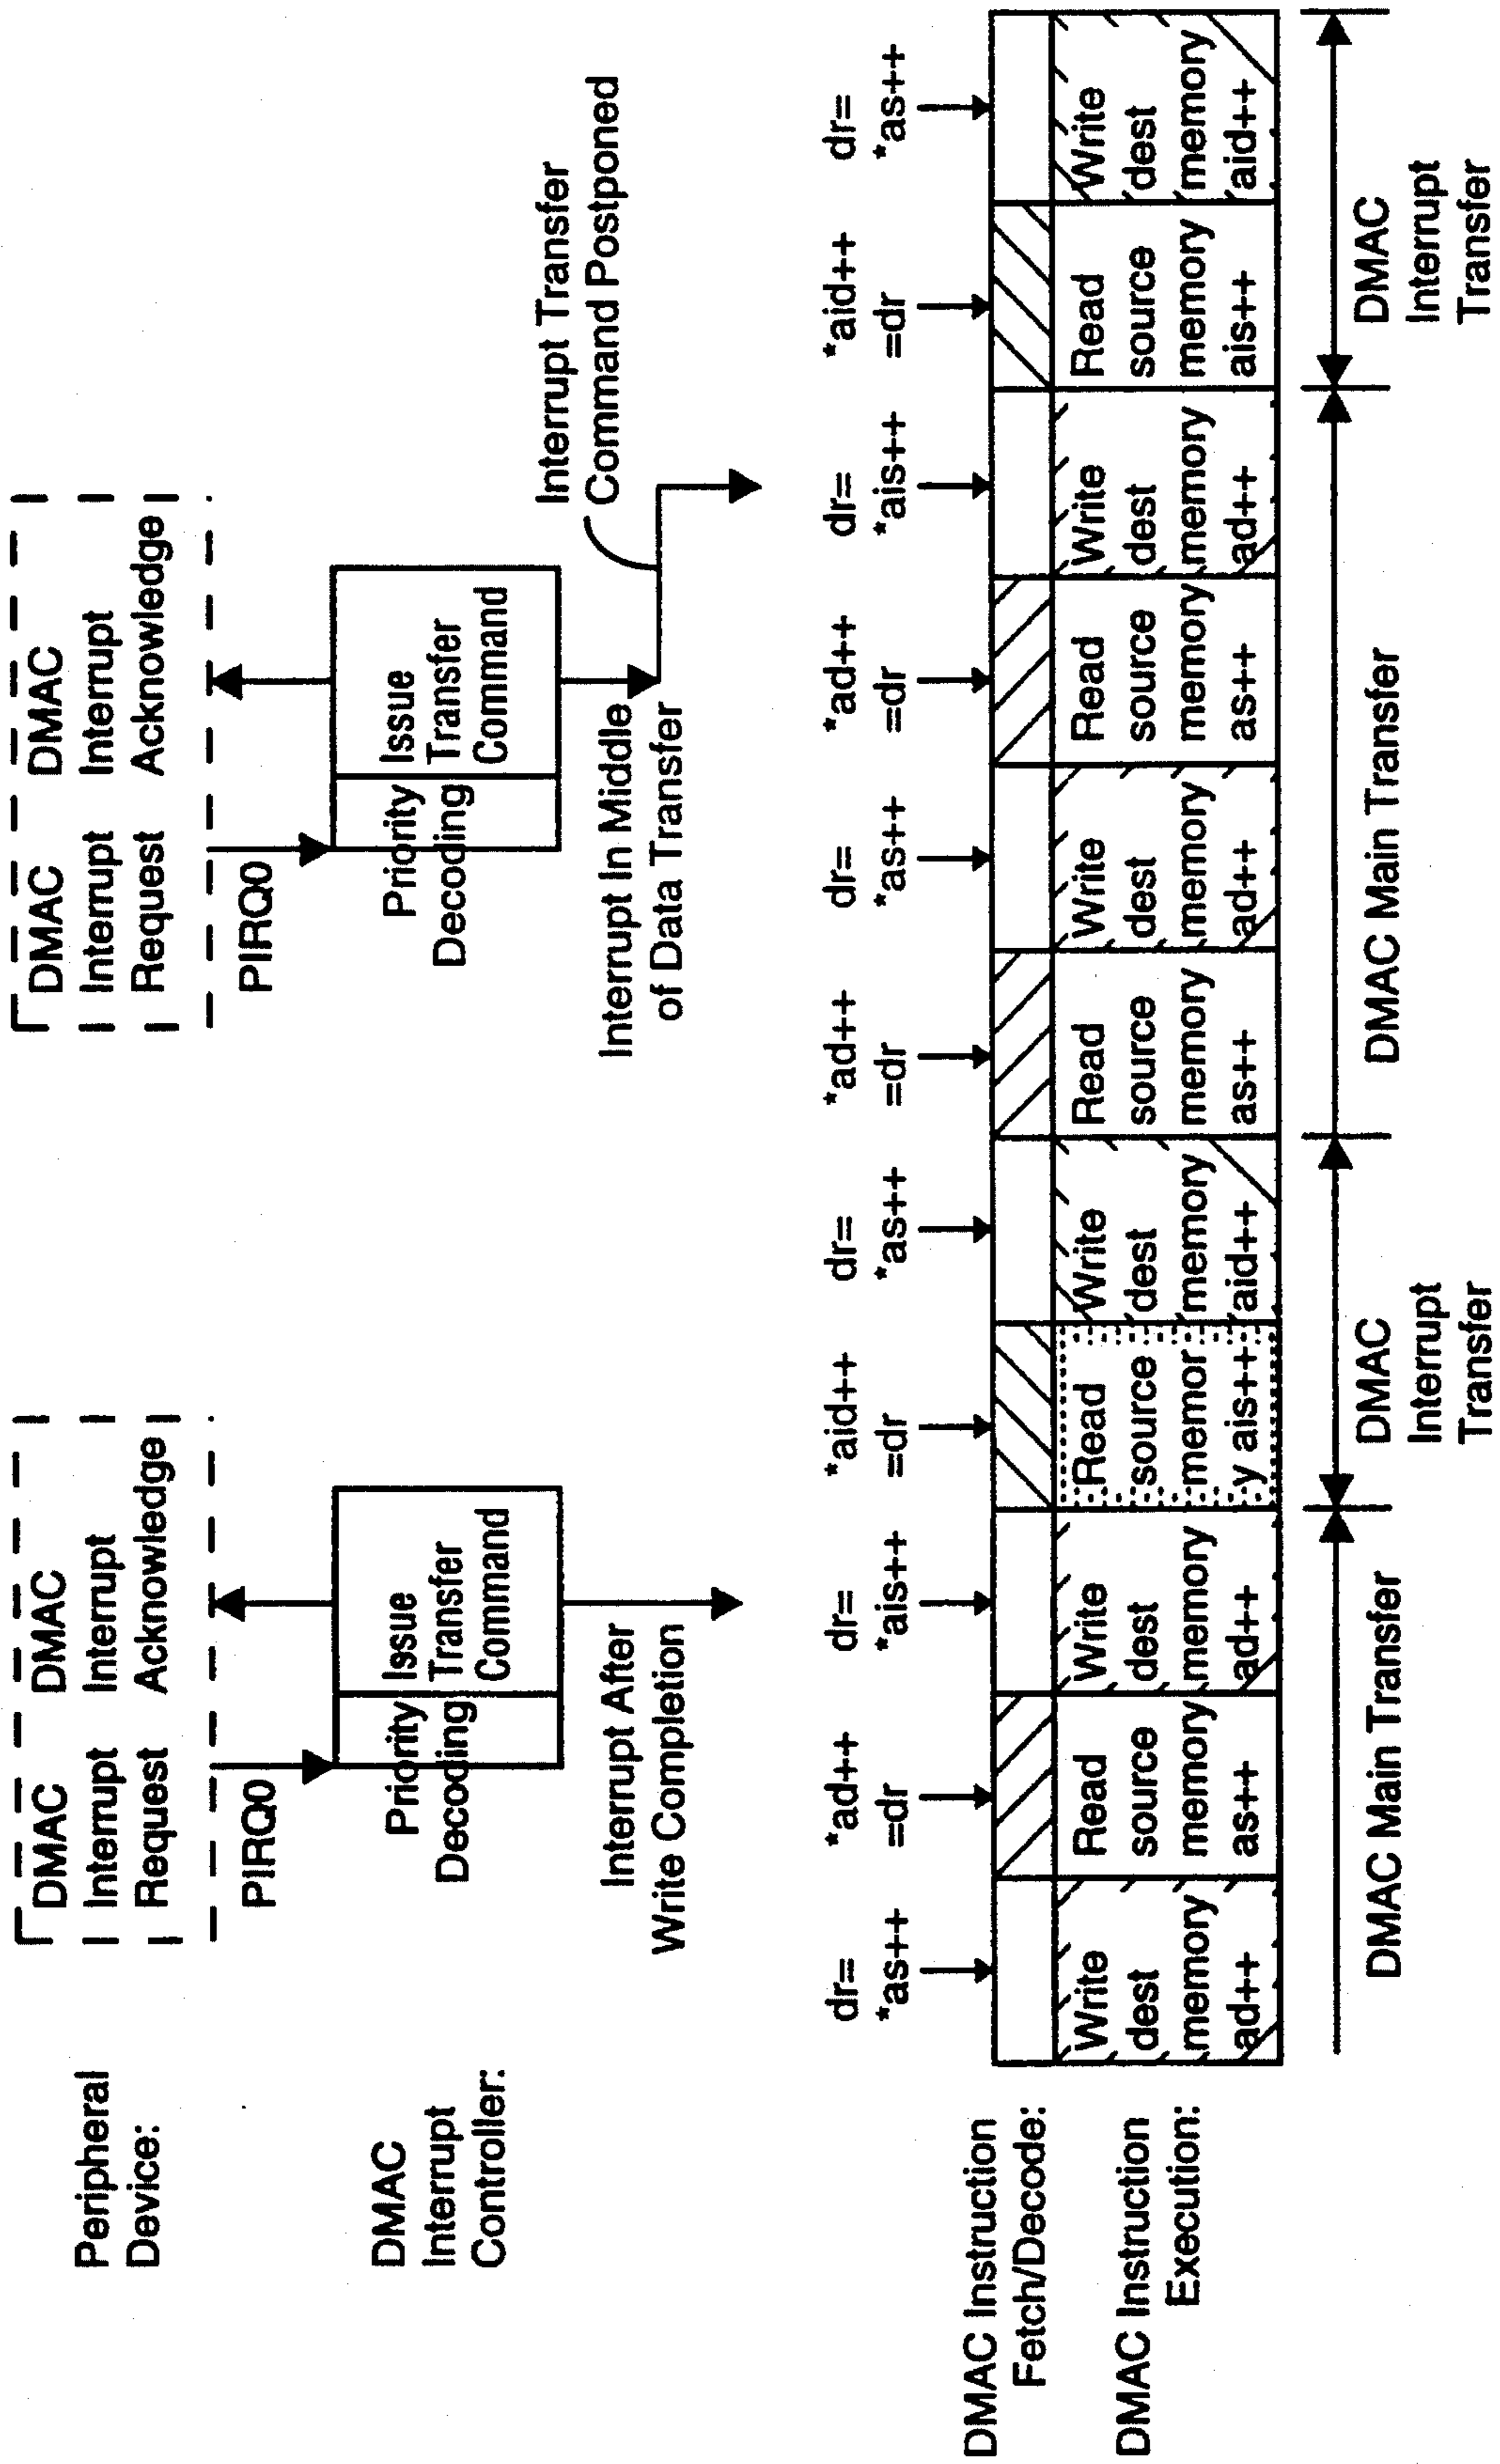 Peripheral
Device:
DMAC
Interrupt
Request
DMAC
Interrupt
Acknowledge
DMAC
Interrupt
Request
DMAC
Interrupt
Acknowledge
PIRQ0
PIRQ0
DMAC
Interrupt
Controller:
Priority
Decoding
Issue
Transfer
Command
Priority
Decoding
Issue
Transfer
Command
Interrupt After
Write Completion
Interrupt In Middle
of Data Transfer
Interrupt Transfer
Command Postponed
dr=
*as++
*ad++
=dr
dr=
*ais++
*aid++
=dr
dr=
*as++
*ad++
=dr
dr=
*as++
*ad++
=dr
dr=
*ais++
*aid++
=dr
dr=
*as++
DMAC Instruction
Fetch/Decode:
DMAC Instruction
Execution:
Write
dest
memory
ad++
Read
source
memory
as++
Write
dest
memory
ad++
Read
source
memor
y ais++
Write
dest
memory
aid++
Read
source
memory
as++
Write
dest
memory
ad++
Read
source
memory
as++
Write
dest
memory
ad++
Read
source
memory
ais++
Write
dest
memory
aid++
DMAC Main Transfer
DMAC
Interrupt
Transfer
DMAC Main Transfer
DMAC
Interrupt
Transfer